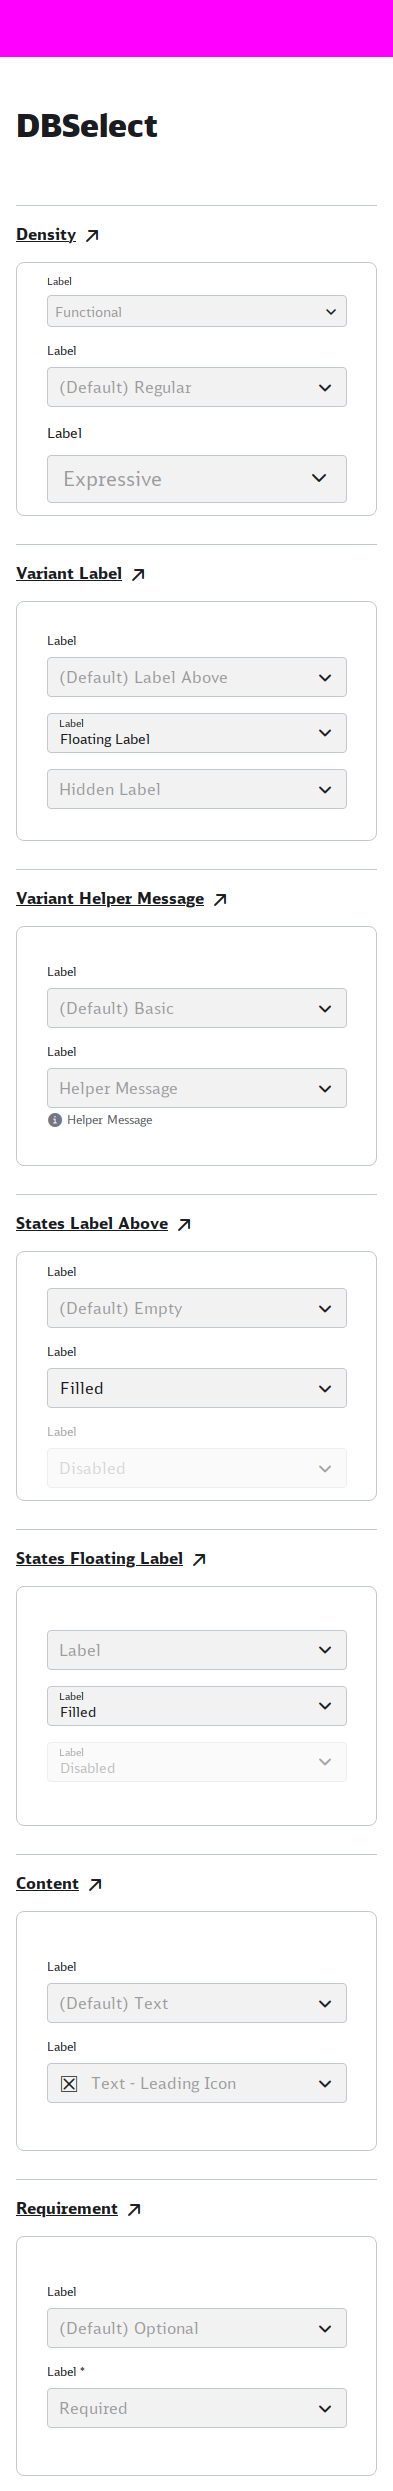 DBSelect
Density
Label
Functional
Label
(Default) Regular
Label
Expressive
Variant Label
Label
(Default) Label Above
Label
Floating Label
Hidden Label
Variant Helper Message
Label
(Default) Basic
Label
Helper Message
Helper Message
States Label Above
Label
(Default) Empty
Label
Filled
Label
Disabled
States Floating Label
Label
Label
Filled
Label
Disabled
Content
Label
(Default) Text
Label
Text - Leading Icon
Requirement
Label
(Default) Optional
Label *
Required